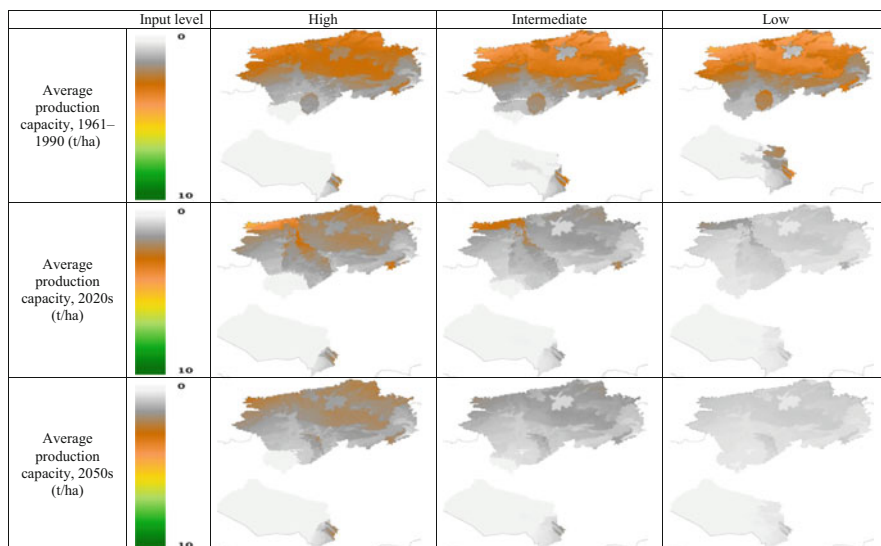 Input level High Intermediate Low
Average
production
capacity, 1961–
1990 (t/ha)
0
10
Average
production
capacity, 2020s
(t/ha)
0
10
Average
production
capacity, 2050s
(t/ha)
0
10